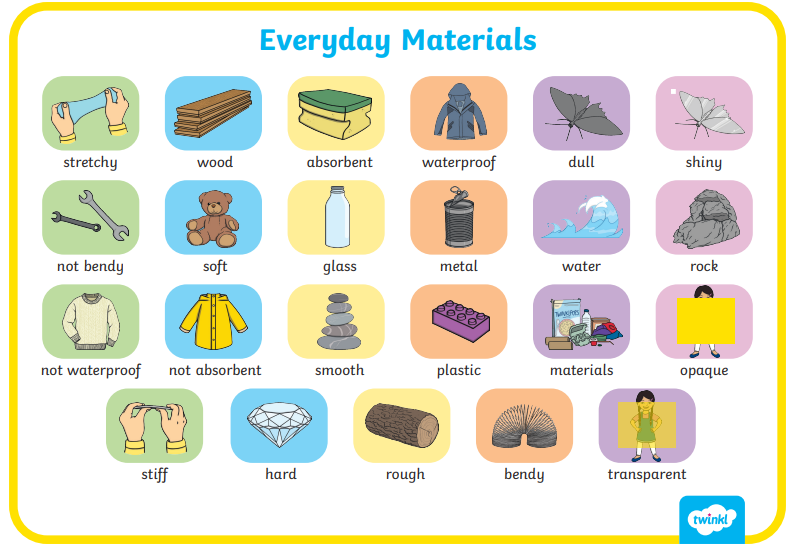 Everyday Materials
stretchy wood absorbent waterproof dull shiny
not bendy soft glass metal water rock
not waterproof not absorbent smooth plastic materials opaque
stiff hard rough bendy transparent
twinkl